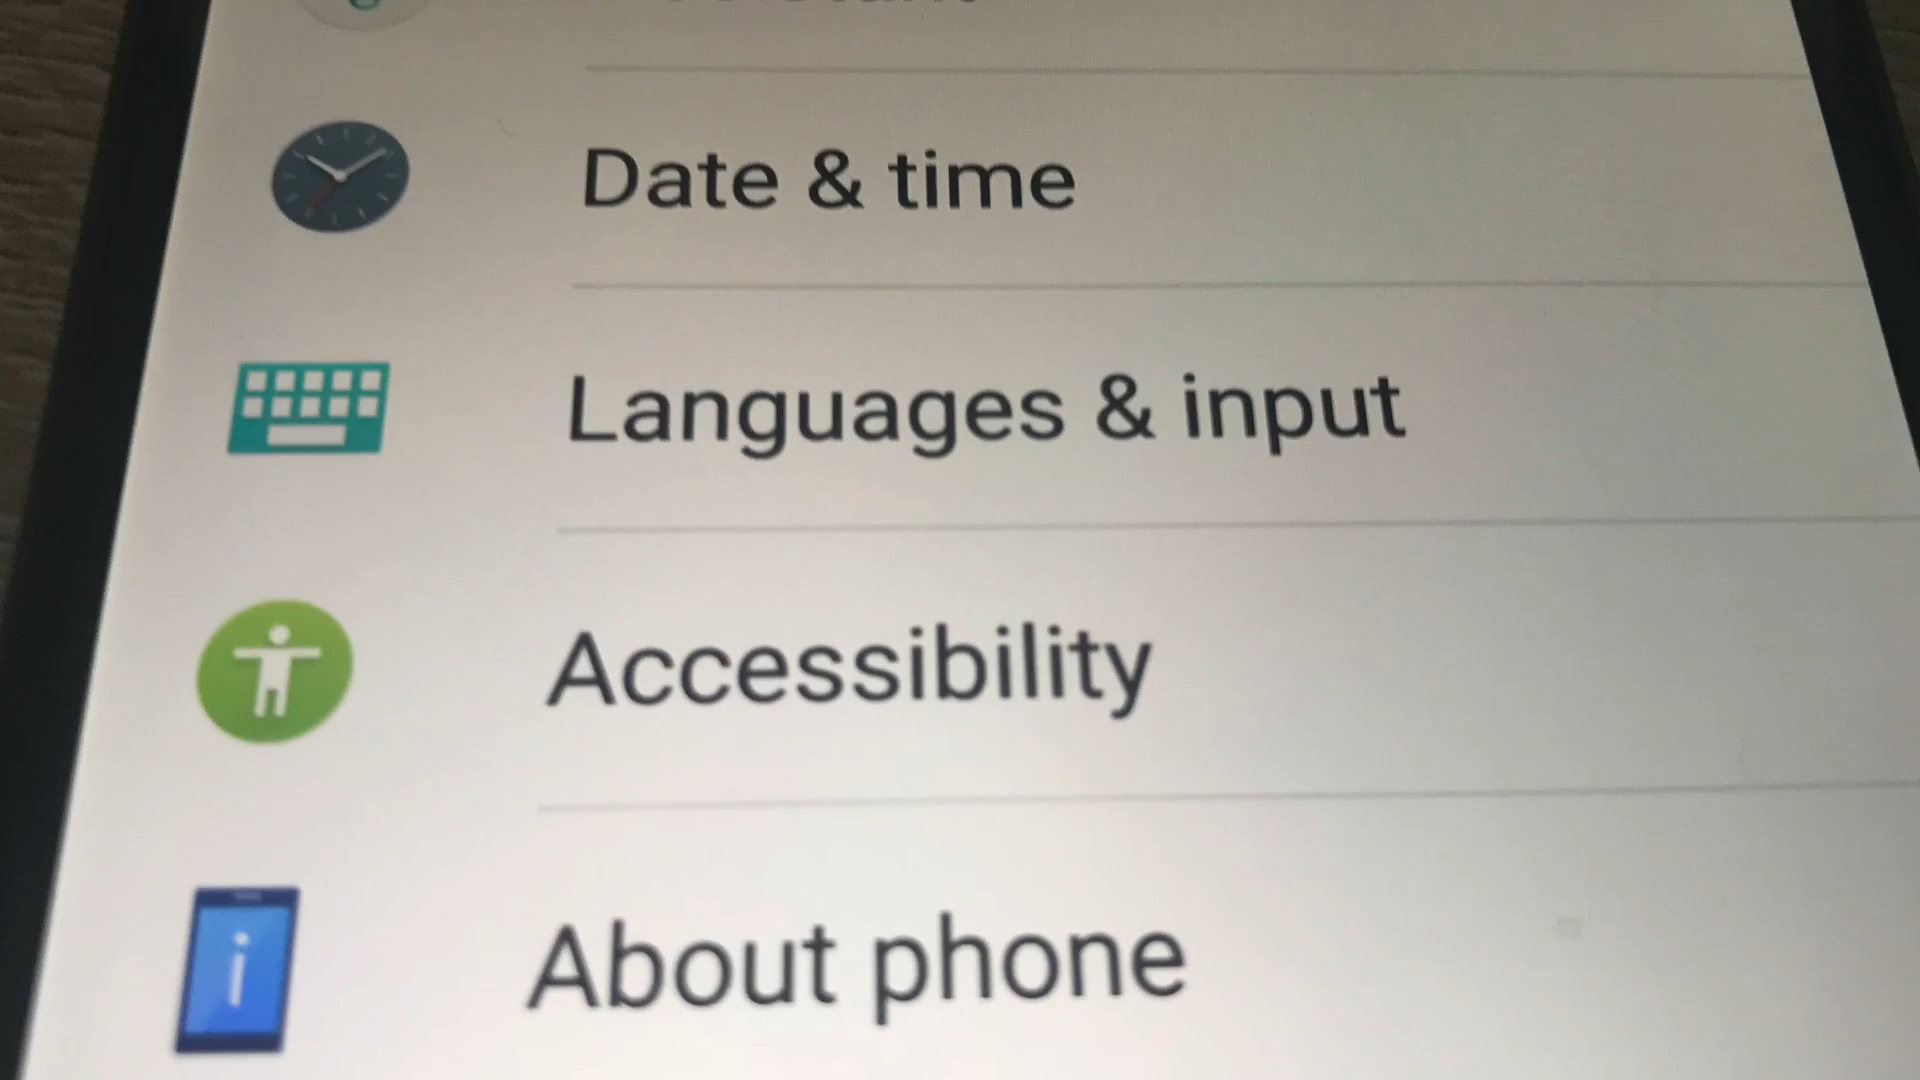 Date & time
Languages & input
Accessibility
About phone